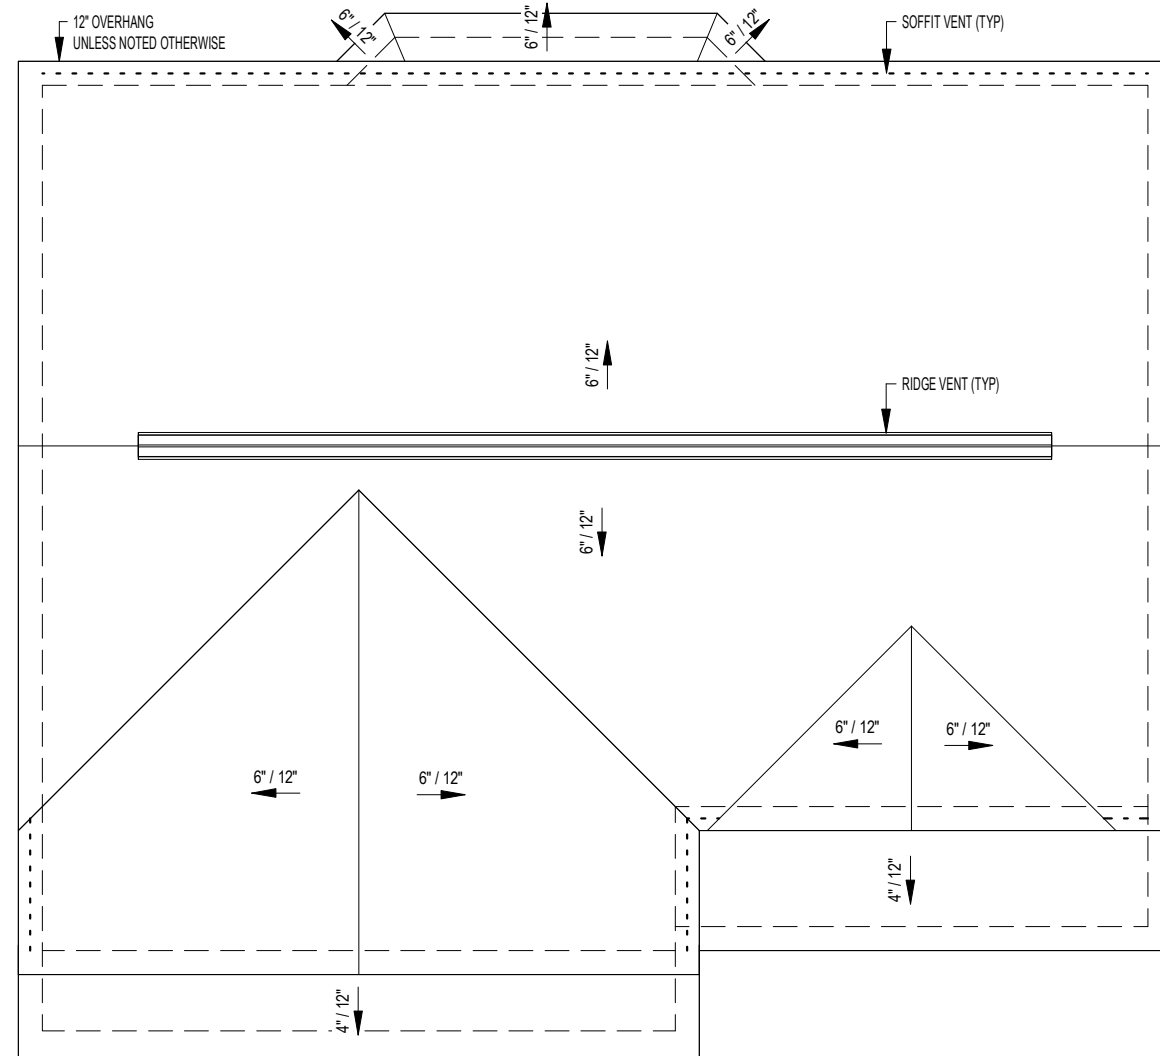 12" OVERHANG
UNLESS NOTED OTHERWISE
6" / 12"
6" / 12"
6" / 12"
SOFFIT VENT (TYP)
6" / 12"
RIDGE VENT (TYP)
6" / 12"
6" / 12"
6" / 12"
6" / 12"
6" / 12"
4" / 12"
4" / 12"